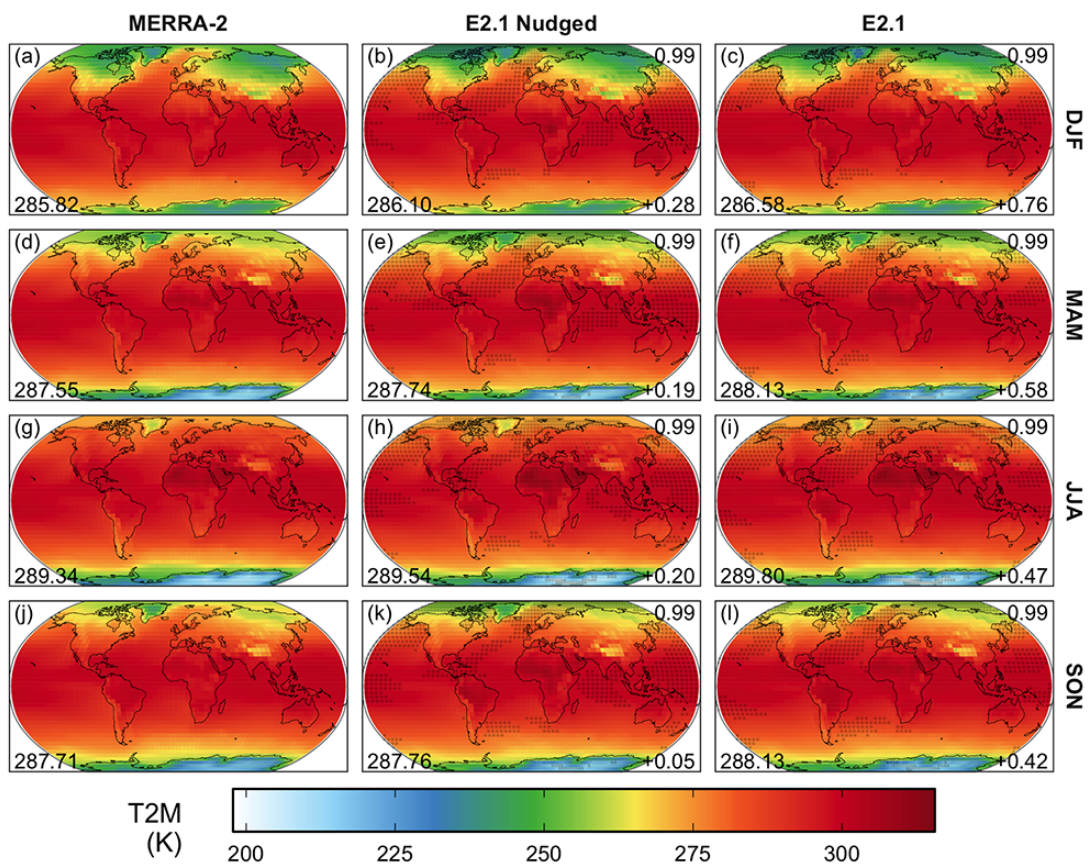 MERRA-2 E2.1 Nudged E2.1
(a) (b) 0.99 (c) 0.99
285.82 286.10 +0.28 286.58 +0.76
DJF
(d) (e) 0.99 (f) 0.99
287.55 287.74 +0.19 288.13 +0.58
MAM
(g) (h) 0.99 (i) 0.99
289.34 289.54 +0.20 289.80 +0.47
JJA
(j) (k) 0.99 (l) 0.99
287.71 287.76 +0.05 288.13 +0.42
SON
T2M
(K)
200 225 250 275 300